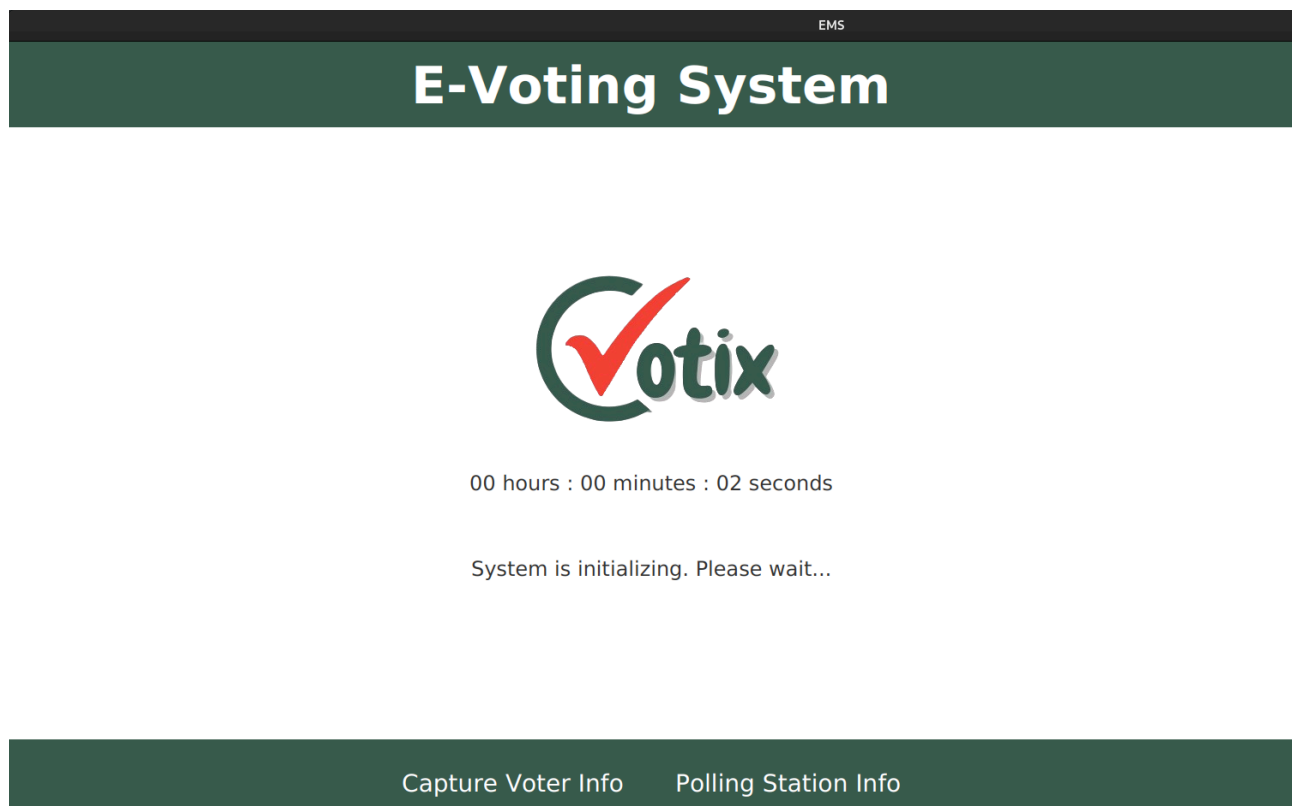 EMS
E-Voting System
Votix
00 hours : 00 minutes : 02 seconds
System is initializing. Please wait...
Capture Voter Info Polling Station Info